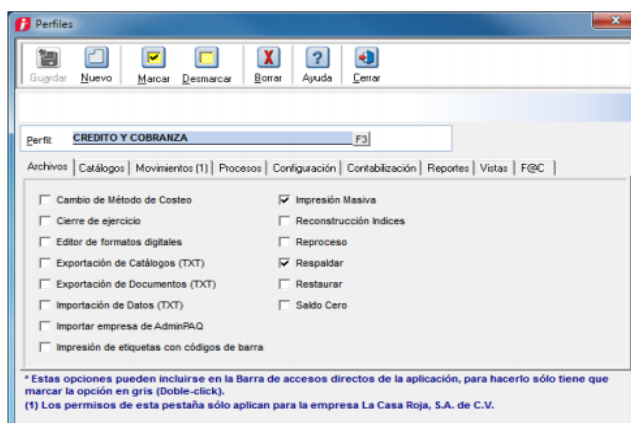 Perfiles
Guardar Nuevo Marcar Desmarcar Borrar Ayuda Cerrar
Perfil: CREDITO Y COBRANZA F3
Archivos Catálogos Movimientos (1) Procesos Configuración Contabilización Reportes Vistas F@C
Cambio de Método de Costeo
Cierre de ejercicio
Editor de formatos digitales
Exportación de Catálogos (TXT)
Exportación de Documentos (TXT)
Importación de Datos (TXT)
Importar empresa de AdminPAQ
Impresión de etiquetas con códigos de barra
Impresión Masiva
Reconstrucción Indices
Reproceso
Respaldar
Restaurar
Saldo Cero
* Estas opciones pueden incluirse en la Barra de accesos directos de la aplicación, para hacerlo sólo tiene que
marcar la opción en gris (Doble-click).
(1) Los permisos de esta pestaña sólo aplican para la empresa La Casa Roja, S.A. de C.V.